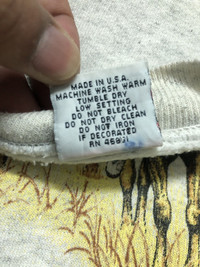 MADE IN U.S.A.
MACHINE WASH WARM
TUMBLE DRY
LOW SETTING
DO NOT BLEACH
DO NOT DRY CLEAN
DO NOT IRON
IF DECORATED
RN